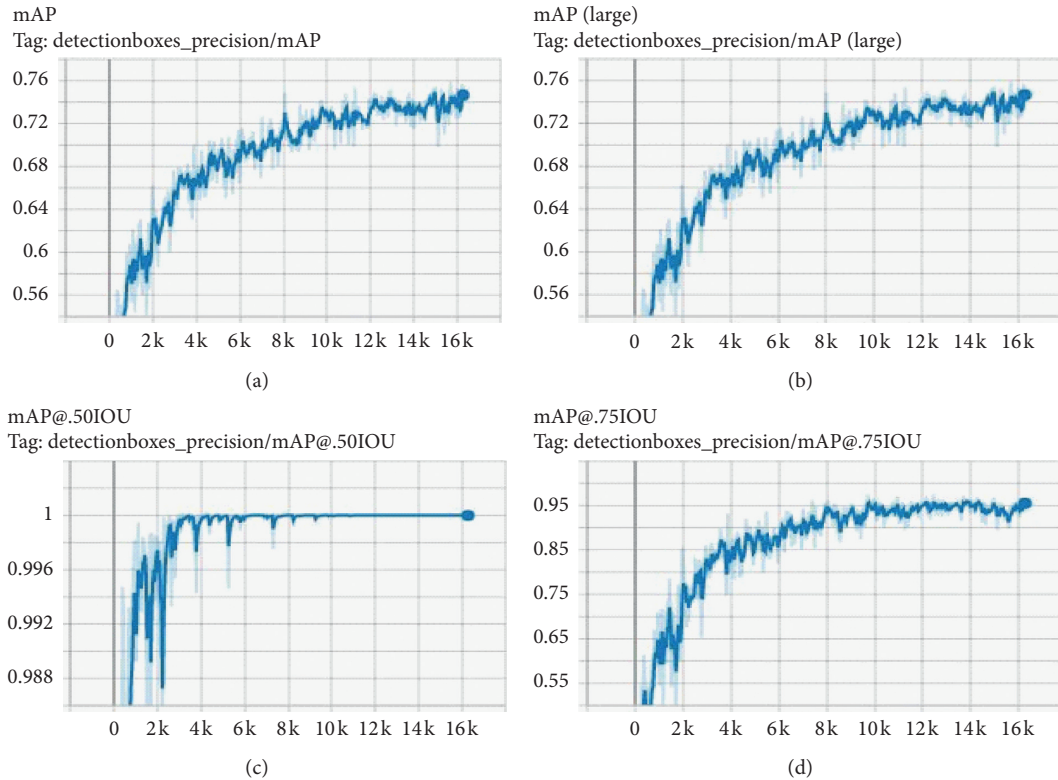 mAP
Tag: detectionboxes_precision/mAP
0.76
0.72
0.68
0.64
0.6
0.56
0 2k 4k 6k 8k 10k 12k 14k 16k
(a)
mAP (large)
Tag: detectionboxes_precision/mAP (large)
0.76
0.72
0.68
0.64
0.6
0.56
0 2k 4k 6k 8k 10k 12k 14k 16k
(b)
mAP@.50IOU
Tag: detectionboxes_precision/mAP@.50IOU
1
0.996
0.992
0.988
0 2k 4k 6k 8k 10k 12k 14k 16k
(c)
mAP@.75IOU
Tag: detectionboxes_precision/mAP@.75IOU
0.95
0.85
0.75
0.65
0.55
0 2k 4k 6k 8k 10k 12k 14k 16k
(d)